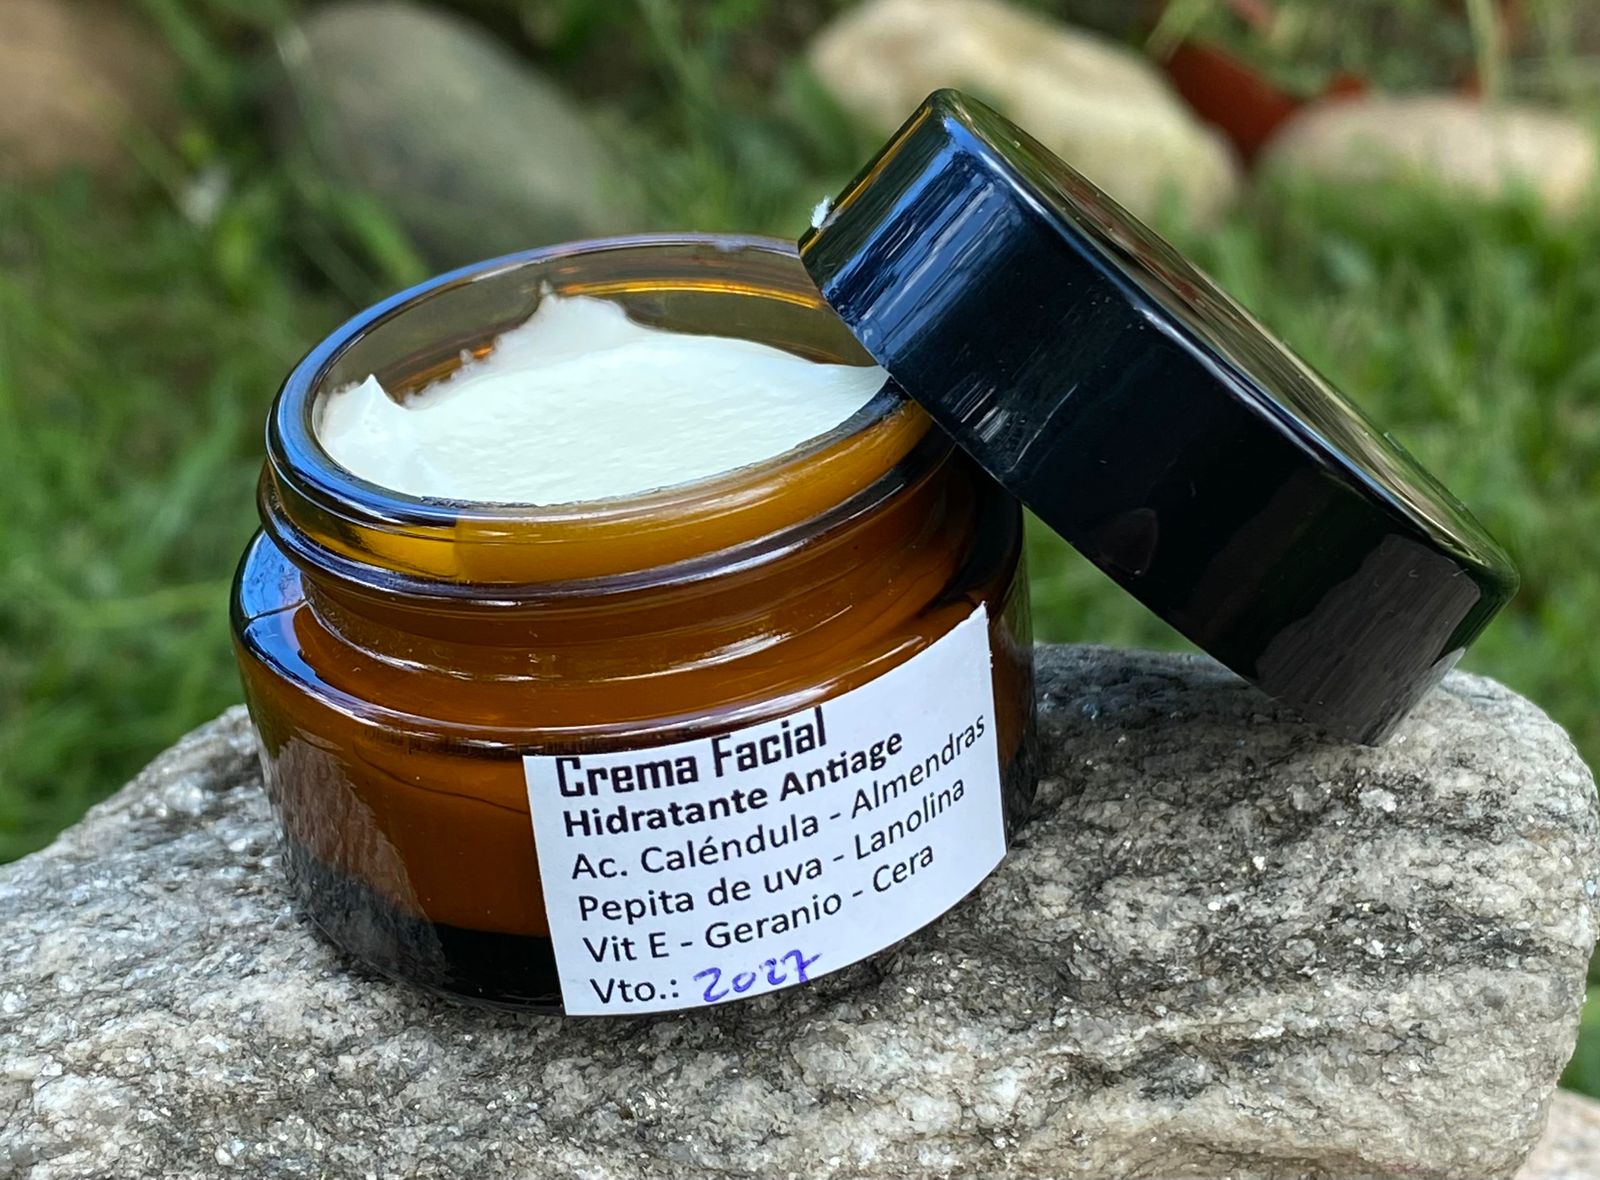 Crema Facial
Hidratante Antiage
Ac. Caléndula - Almendras
Pepita de uva - Lanolina
Vit E - Geranio - Cera
Vto.: 2027